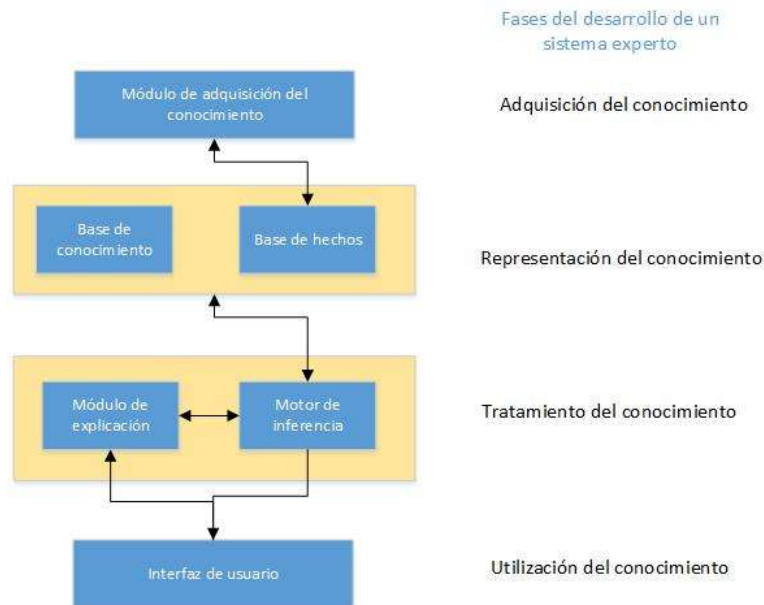 Fases del desarrollo de un
sistema experto
Módulo de adquisición del
conocimiento
Adquisición del conocimiento
Base de
conocimiento
Base de hechos
Representación del conocimiento
Módulo de
explicación
Motor de
inferencia
Tratamiento del conocimiento
Interfaz de usuario
Utilización del conocimiento